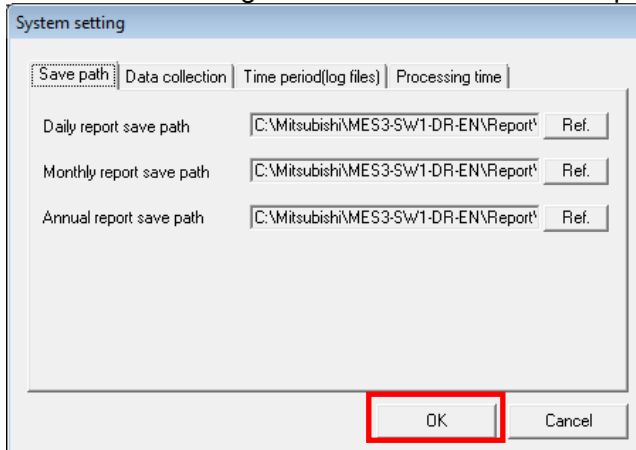 System setting
Save path Data collection Time period(log files) Processing time
Daily report save path C:\Mitsubishi\MES3-SW1-DR-EN\Report\ Ref.
Monthly report save path C:\Mitsubishi\MES3-SW1-DR-EN\Report\ Ref.
Annual report save path C:\Mitsubishi\MES3-SW1-DR-EN\Report\ Ref.
OK Cancel